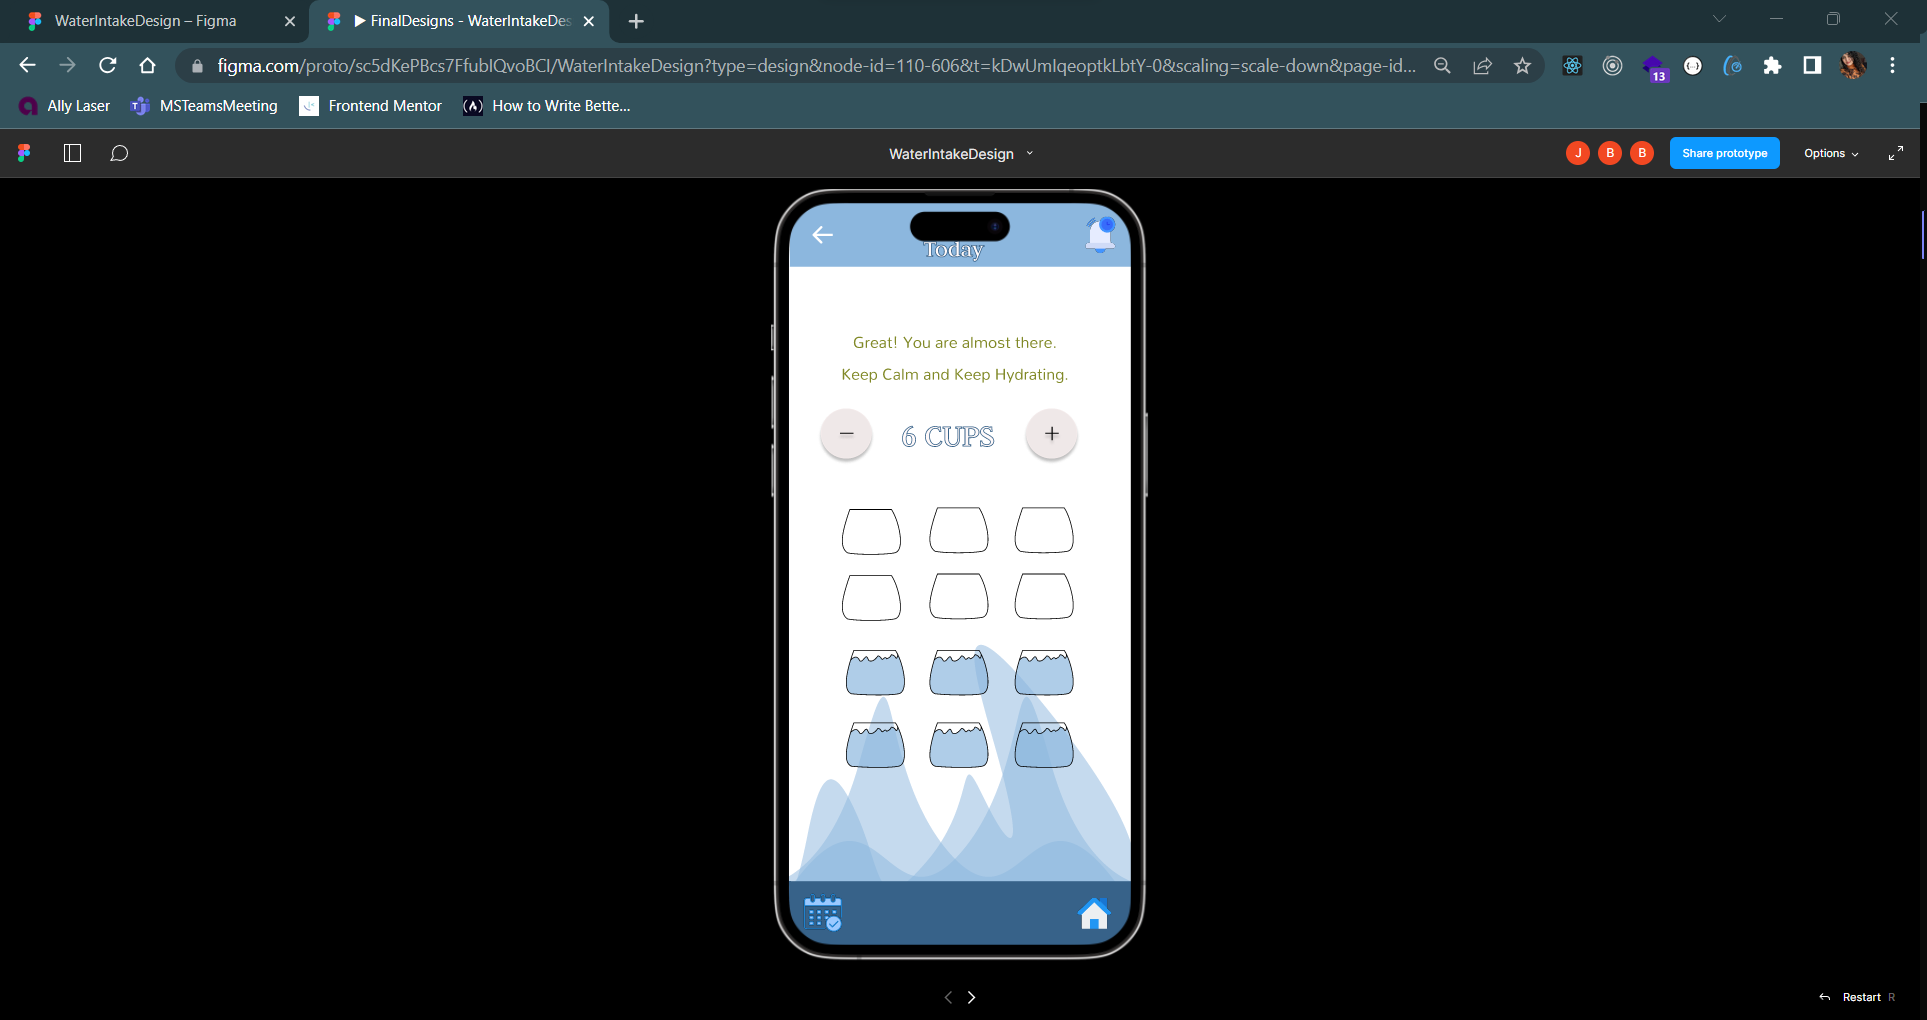 WaterIntakeDesign – Figma
FinalDesigns - WaterIntakeDes
figma.com/proto/sc5dKePBcs7FfublQvoBCl/WaterIntakeDesign?type=design&node-id=110-606&t=kDwUmIqeoptkLbtY-0&scaling=scale-down&page-id...
13
Ally Laser
MSTeamsMeeting
Frontend Mentor
How to Write Bette...
WaterIntakeDesign
J
B
B
Share prototype
Options
Today
Great! You are almost there.
Keep Calm and Keep Hydrating.
− 6 CUPS +
Restart R